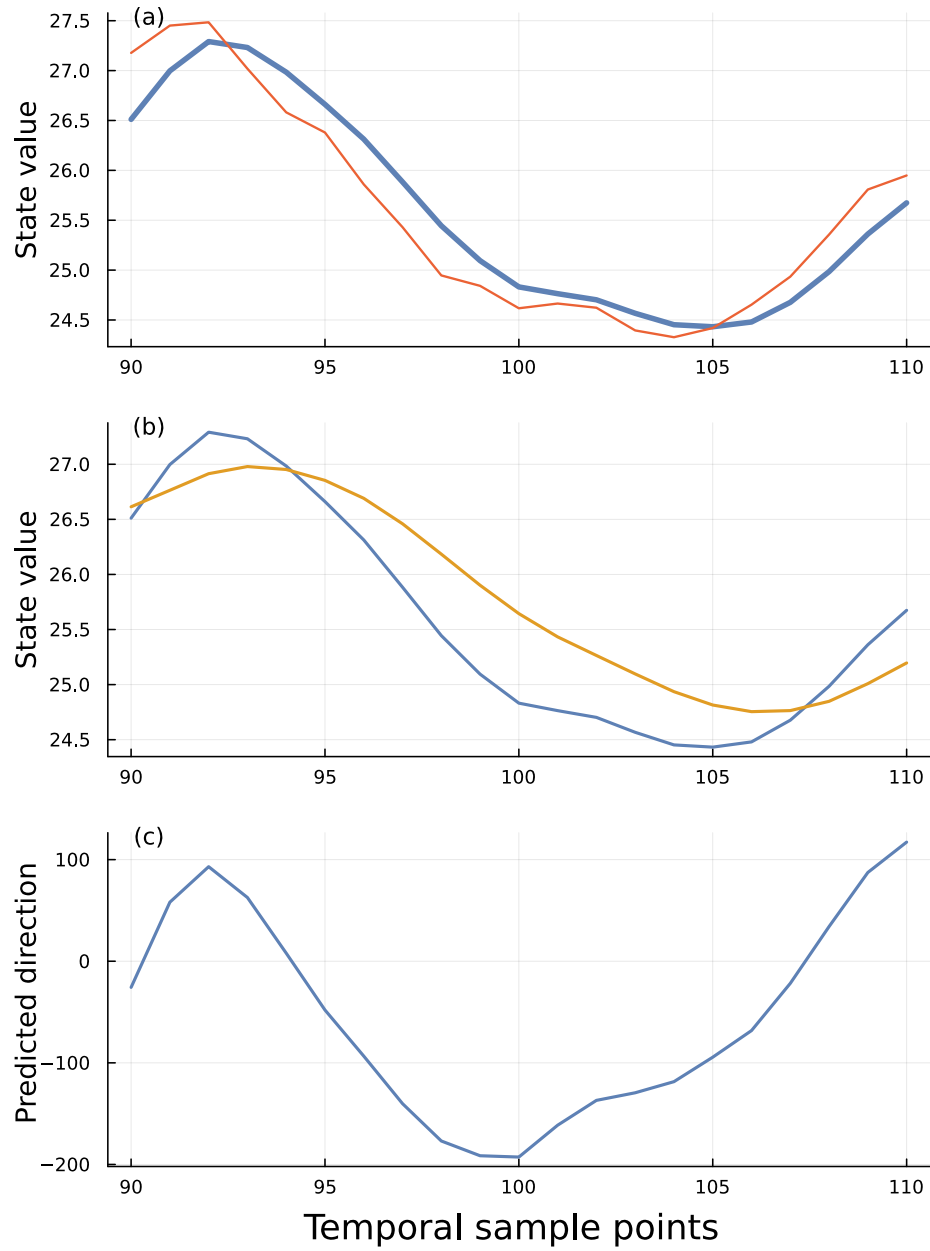 (a)
State value
27.5
27.0
26.5
26.0
25.5
25.0
24.5
90 95 100 105 110
(b)
State value
27.0
26.5
26.0
25.5
25.0
24.5
90 95 100 105 110
(c)
Predicted direction
100
0
−100
−200
90 95 100 105 110
Temporal sample points